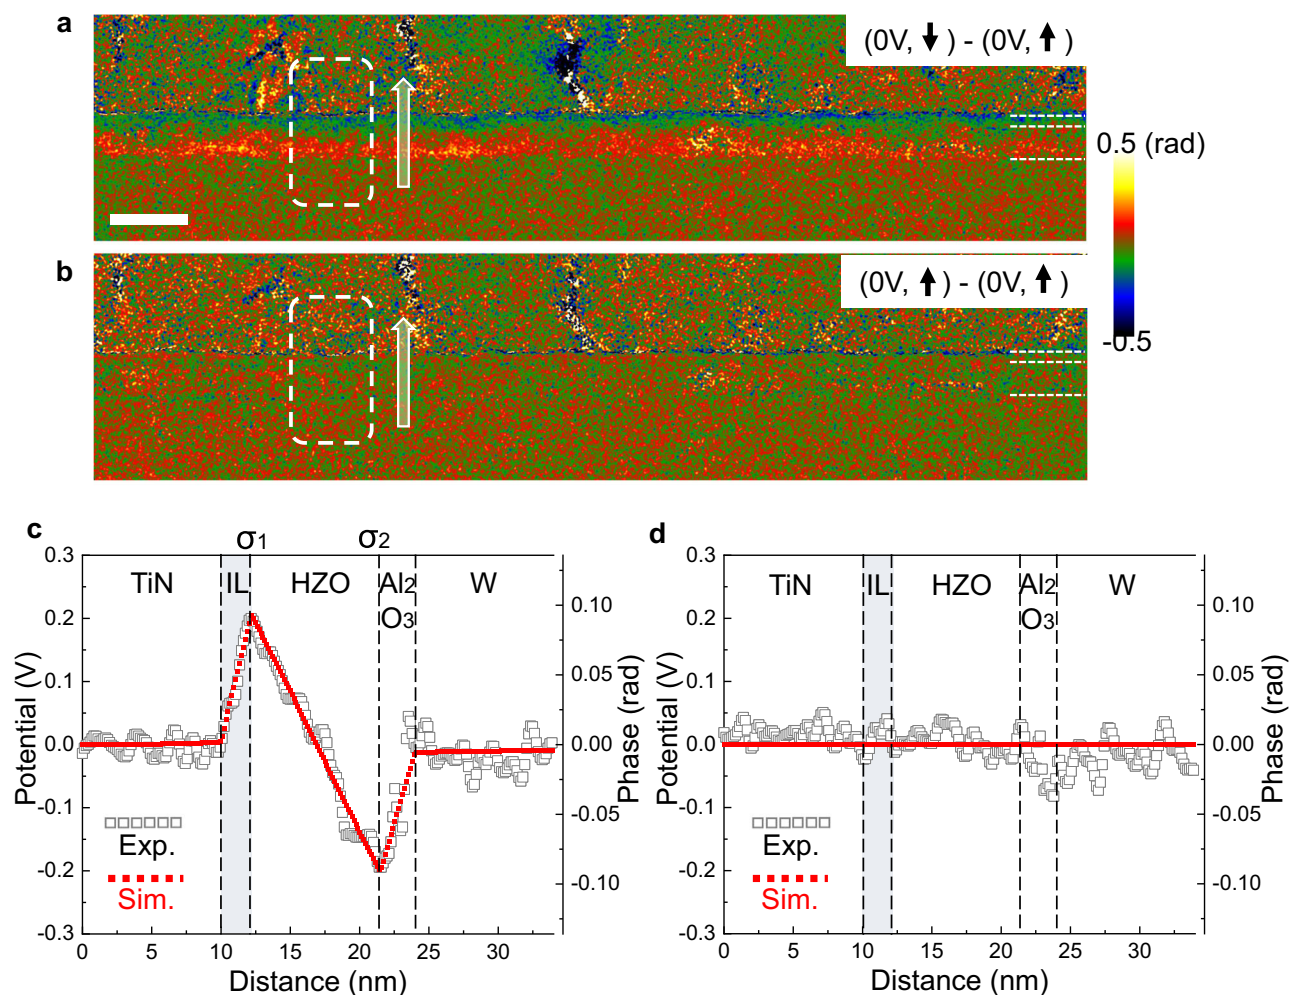 a
(0V, ↓) - (0V, ↑)
0.5 (rad)
-0.5
b
(0V, ↑) - (0V, ↑)
c
σ1
σ2
0.3
0.2
0.1
0.0
-0.1
-0.2
-0.3
Potential (V)
TiN
IL
HZO
Al2
O3
W
Exp.
Sim.
0.10
0.05
0.00
-0.05
-0.10
Phase (rad)
0
5
10
15
20
25
30
Distance (nm)
d
0.3
0.2
0.1
0.0
-0.1
-0.2
-0.3
Potential (V)
TiN
IL
HZO
Al2
O3
W
Exp.
Sim.
0.10
0.05
0.00
-0.05
-0.10
Phase (rad)
0
5
10
15
20
25
30
Distance (nm)